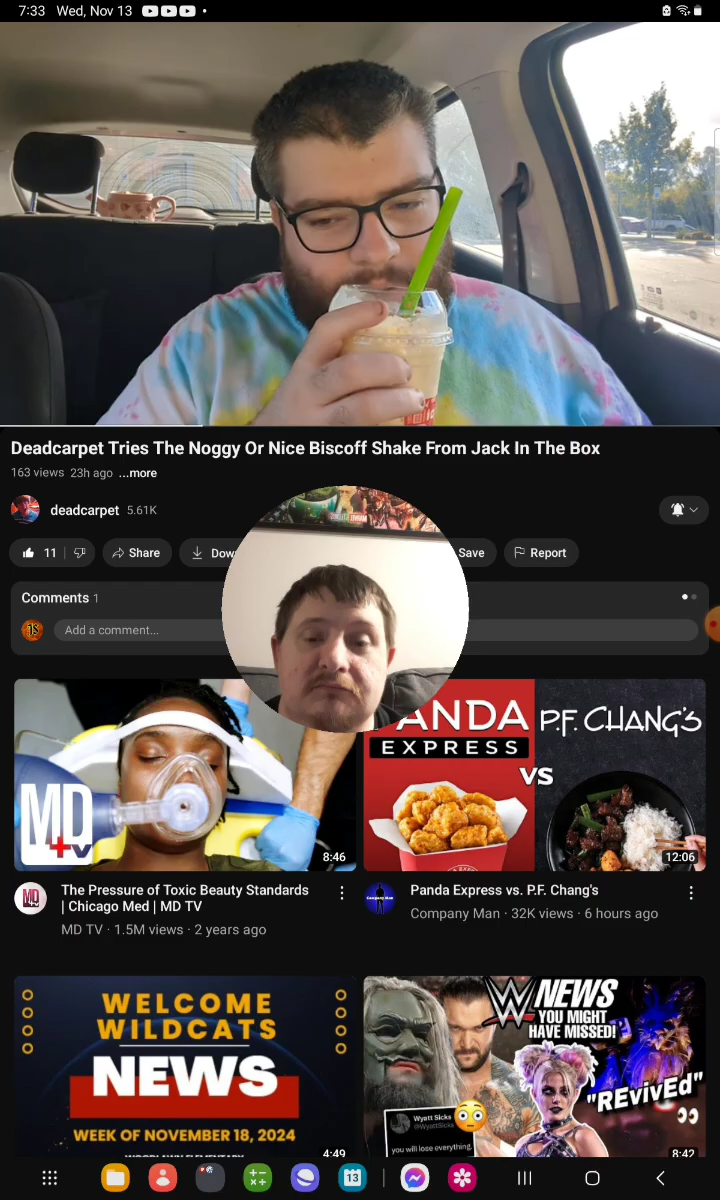 7:33 Wed, Nov 13
Deadcarpet Tries The Noggy Or Nice Biscoff Shake From Jack In The Box
163 views 23h ago ...more
deadcarpet 5.61K
11 Share Dow Save Report
Comments 1
Add a comment...
MD
TV
8:46
PANDA
EXPRESS
VS
P.F. CHANG'S
12:06
The Pressure of Toxic Beauty Standards
| Chicago Med | MD TV
MD TV · 1.5M views · 2 years ago
Panda Express vs. P.F. Chang's
Company Man · 32K views · 6 hours ago
WELCOME
WILDCATS
NEWS
WEEK OF NOVEMBER 18, 2024
4:49
W NEWS
YOU MIGHT
HAVE MISSED!
"REvivEd"
Wyatt Sicks
@WyattSicks
you will lose everything.
8:42
13